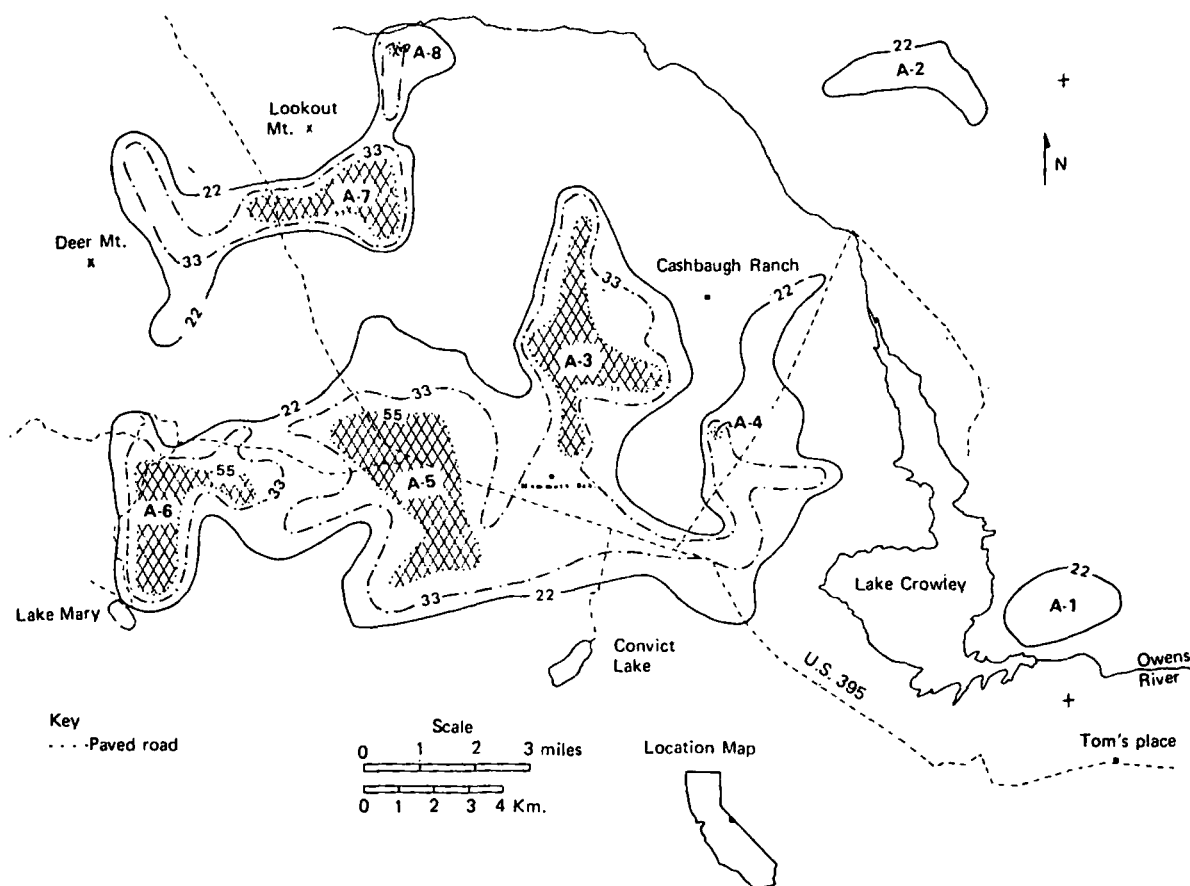 22
A-2
A-8
Lookout
Mt.
N
33
22
A-7
Deer Mt.
33
22
Cashbaugh Ranch
33
22
A-3
33
22
55
A-4
55
33
A-5
A-6
Lake Crowley
22
A-1
Lake Mary
33
22
Convict
Lake
Owens
River
U.S. 395
Key
Paved road
Scale
0 1 2 3 miles
0 1 2 3 4 Km.
Location Map
Tom's place